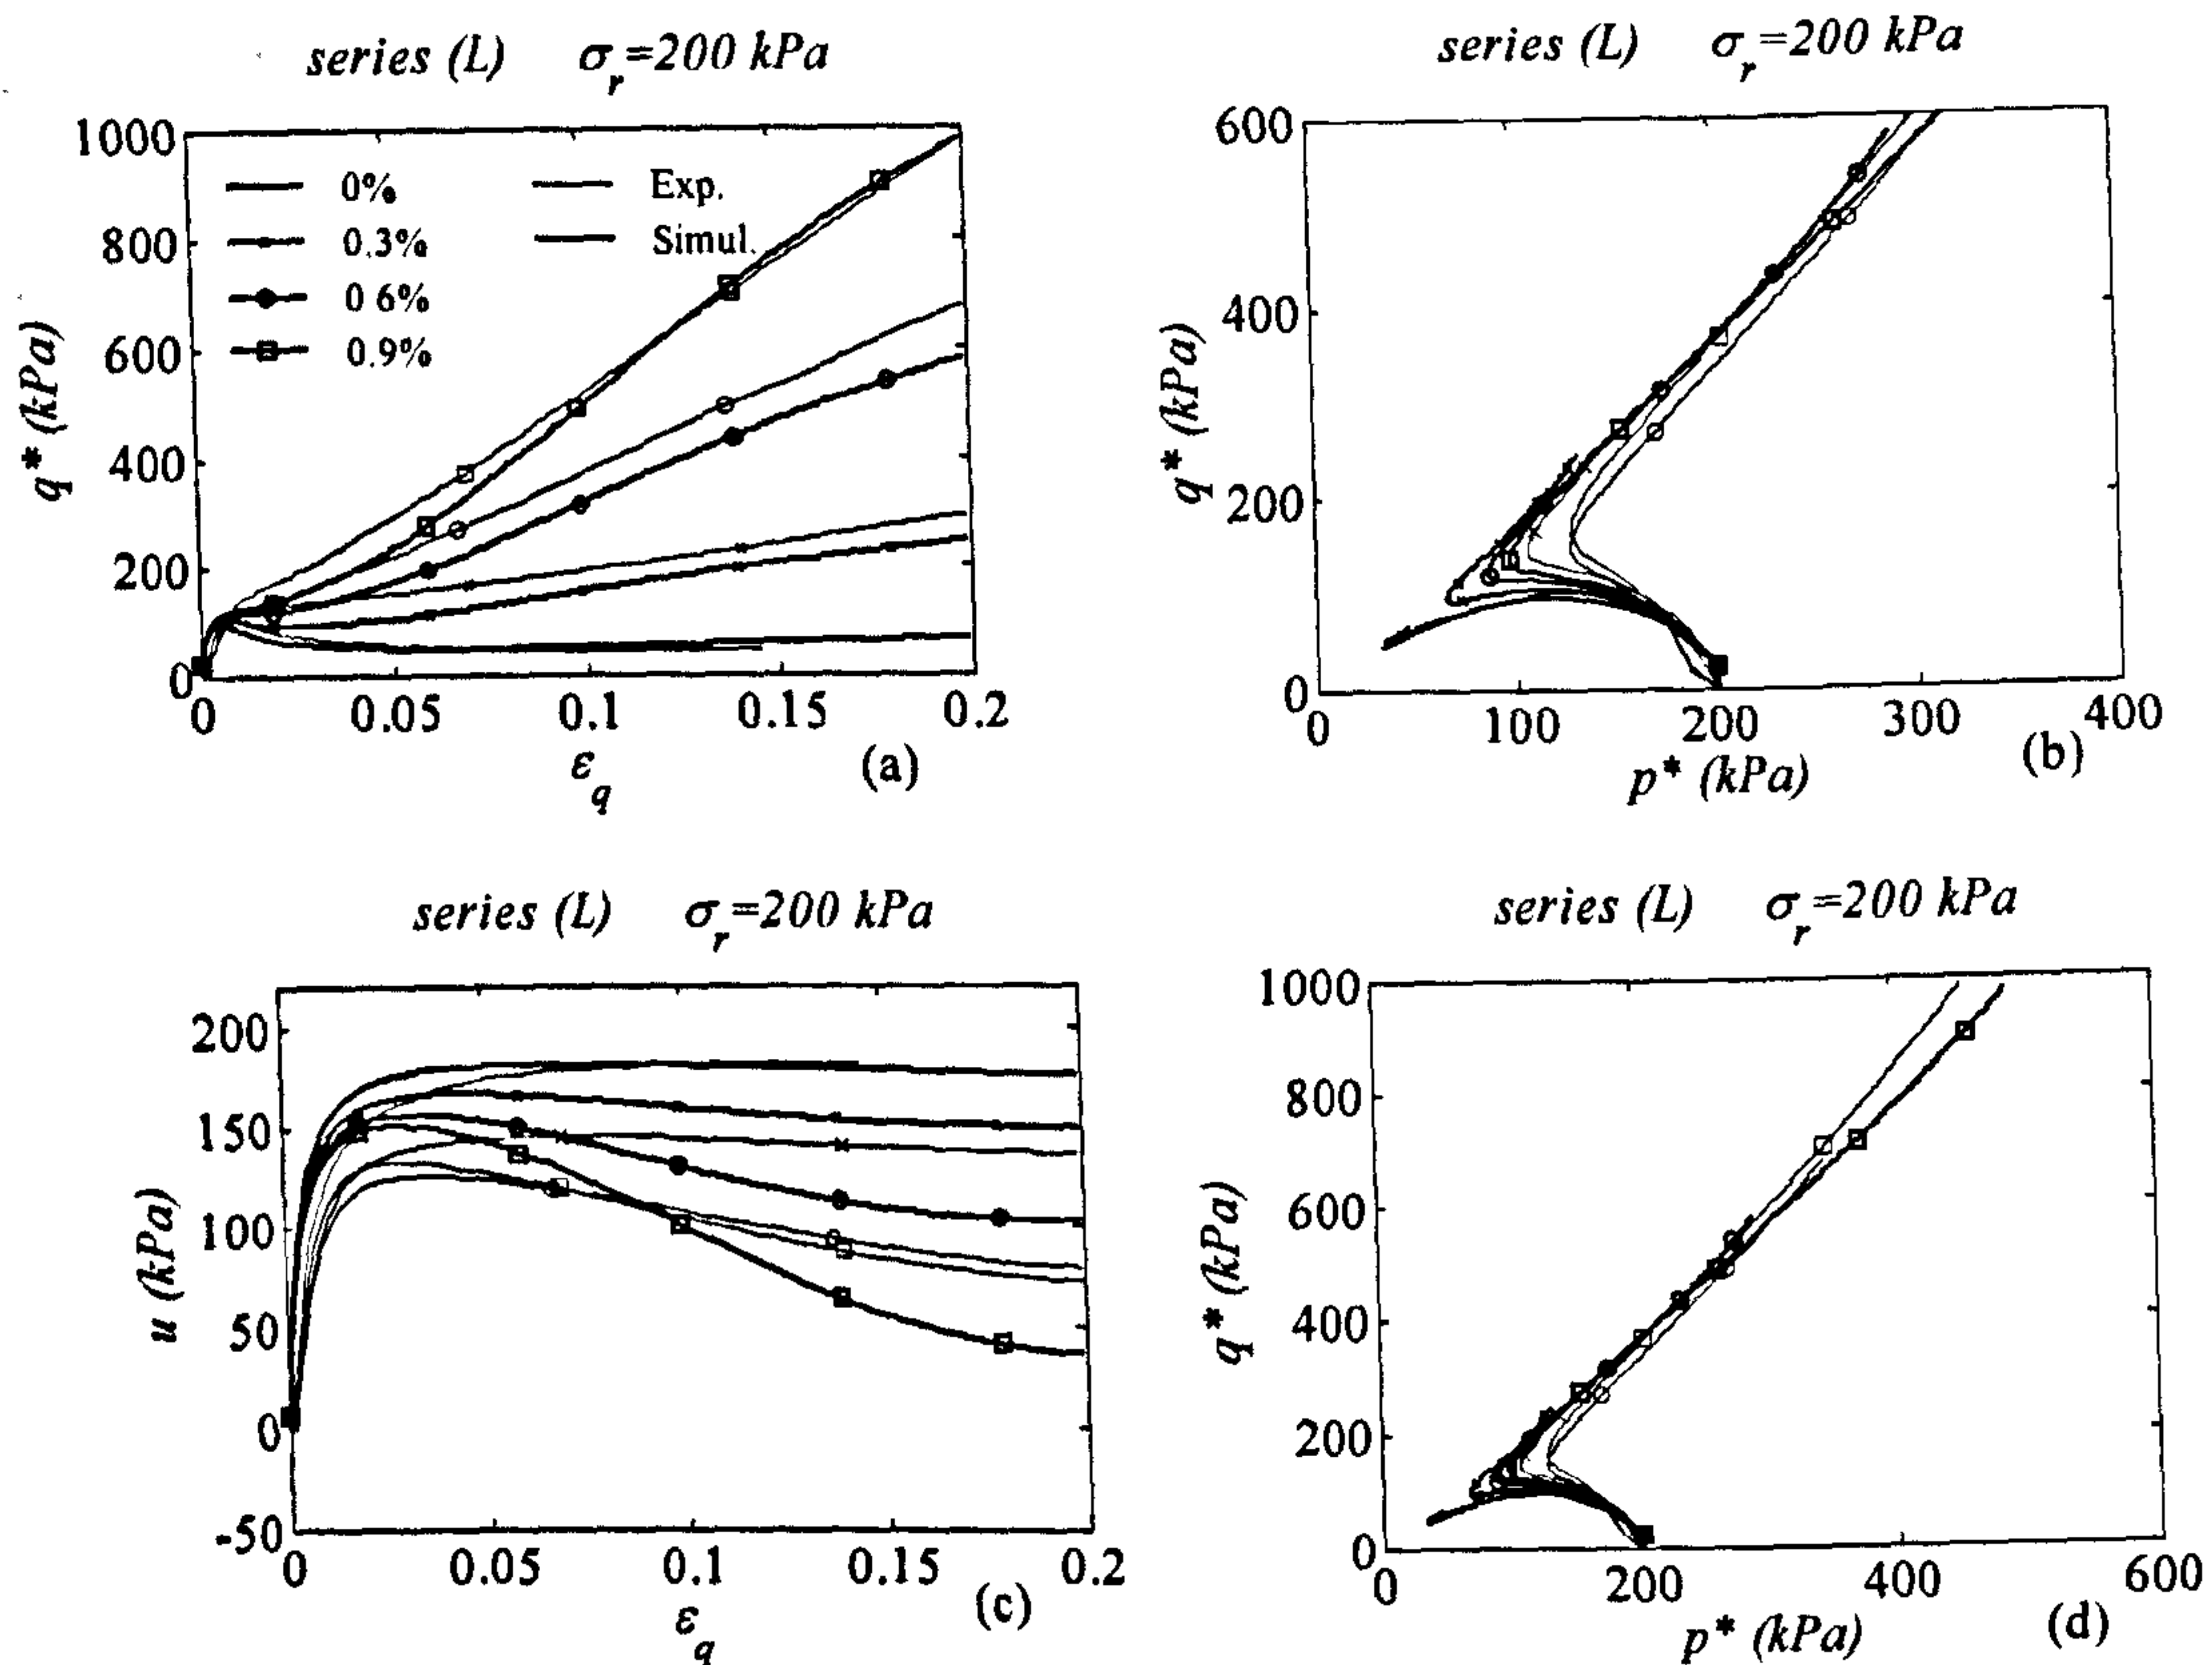 series (L) σr=200 kPa
1000
800
600
400
200
0
q* (kPa)
0%
0.3%
0 6%
0.9%
Exp.
Simul.
0 0.05 0.1 0.15 0.2
εq
(a)
series (L) σr=200 kPa
600
400
200
0
q* (kPa)
0 100 200 300 400
p* (kPa)
(b)
series (L) σr=200 kPa
200
150
100
50
0
-50
u (kPa)
0 0.05 0.1 0.15 0.2
εq
(c)
series (L) σr=200 kPa
1000
800
600
400
200
0
q* (kPa)
0 200 400 600
p* (kPa)
(d)